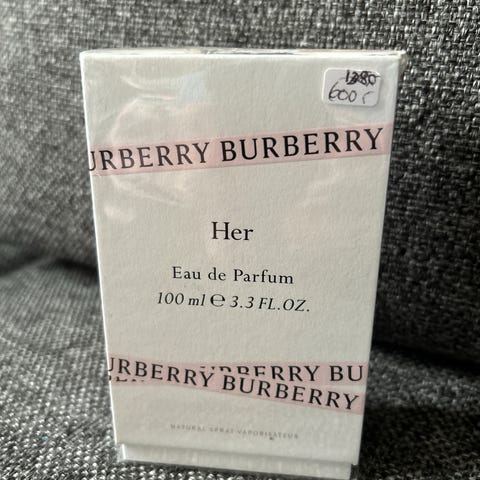 1280
600 r
URBERRY BURBERRY
Her
Eau de Parfum
100 ml ℮ 3.3 FL.OZ.
URBERRY BU
URBERRY BURBERRY
NATURAL SPRAY VAPORISATEUR